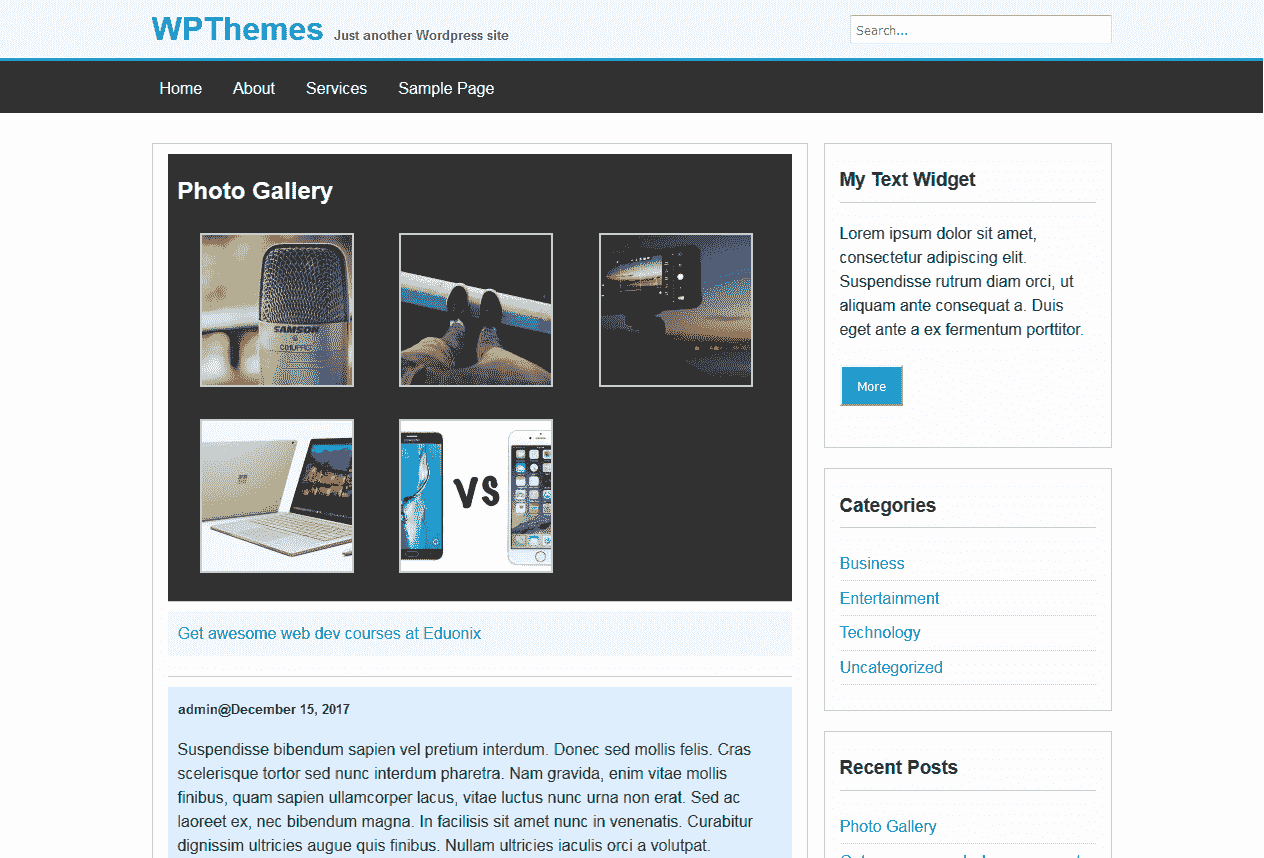 WPThemes Just another Wordpress site
Search...
Home About Services Sample Page
Photo Gallery
SAMSON
VS
Get awesome web dev courses at Eduonix
admin@December 15, 2017
Suspendisse bibendum sapien vel pretium interdum. Donec sed mollis felis. Cras
scelerisque tortor sed nunc interdum pharetra. Nam gravida, enim vitae mollis
finibus, quam sapien ullamcorper lacus, vitae luctus nunc urna non erat. Sed ac
laoreet ex, nec bibendum magna. In facilisis sit amet nunc in venenatis. Curabitur
dignissim ultricies augue quis finibus. Nullam ultricies iaculis orci a volutpat.
My Text Widget
Lorem ipsum dolor sit amet,
consectetur adipiscing elit.
Suspendisse rutrum diam orci, ut
aliquam ante consequat a. Duis
eget ante a ex fermentum porttitor.
More
Categories
Business
Entertainment
Technology
Uncategorized
Recent Posts
Photo Gallery